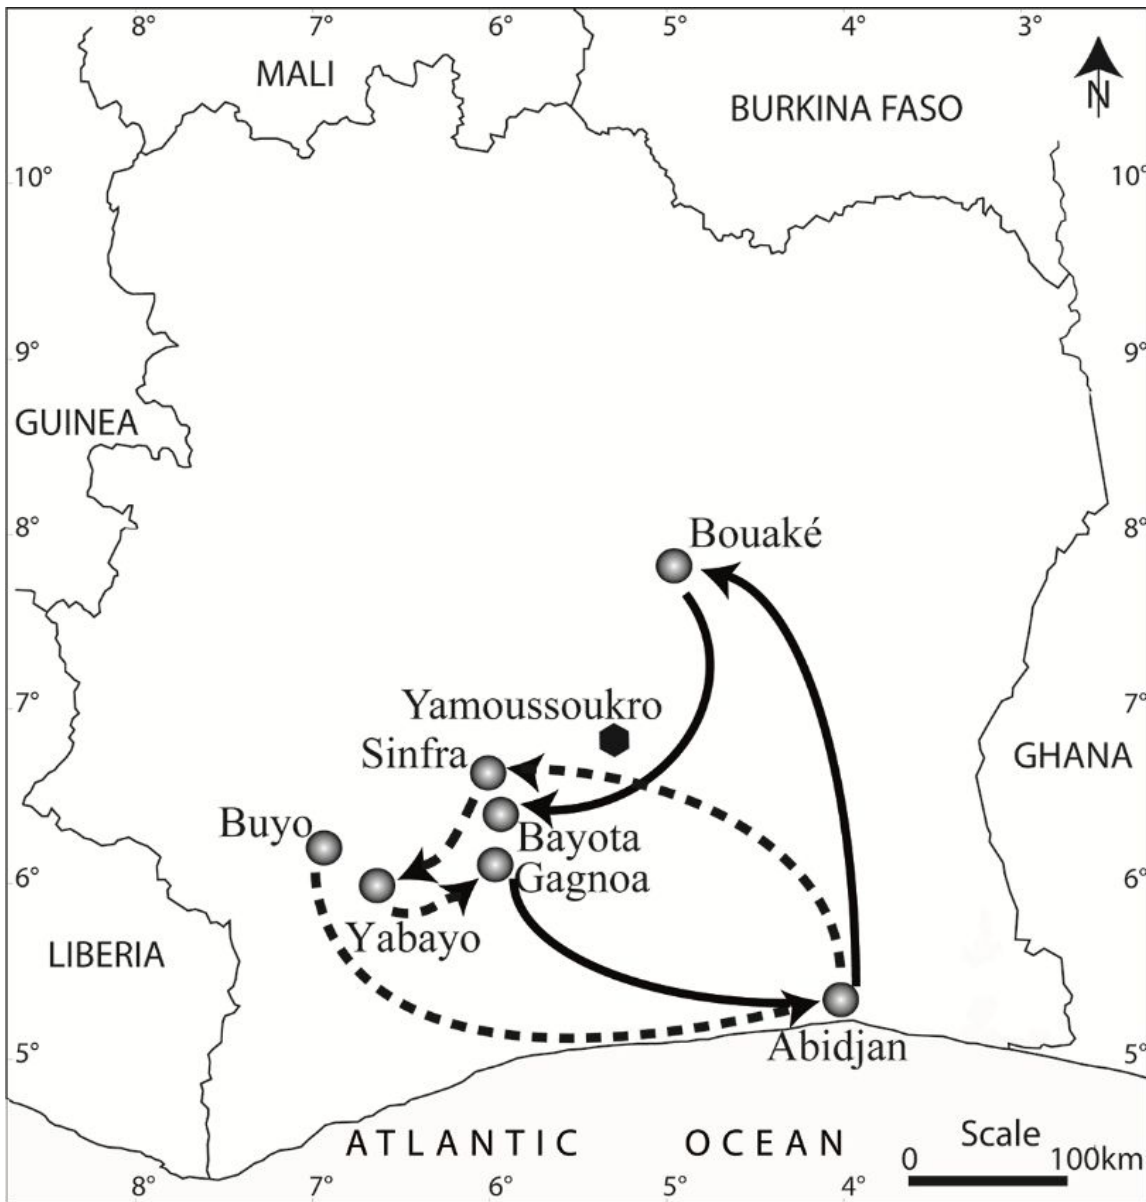 8° 7° 6° 5° 4° 3°
MALI
N
BURKINA FASO
10° 10°
9° 9°
GUINEA
8° 8°
Bouaké
7° 7°
Yamoussoukro
Sinfra
GHANA
Buyo
Bayota
6° 6°
Gagnoa
Yabayo
LIBERIA
Abidjan
5° 5°
ATLANTIC OCEAN
Scale
0 100km
8° 7° 6° 5° 4°